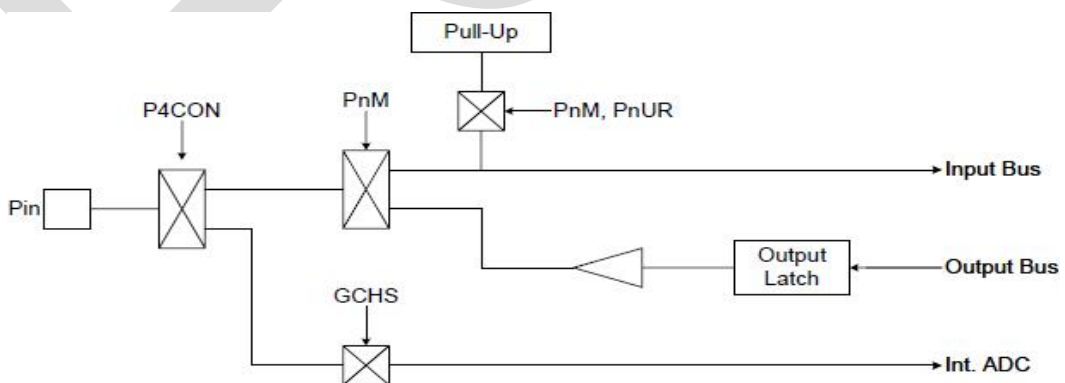 Pull-Up
P4CON
PnM
PnM, PnUR
Input Bus
Pin
Output
Latch
Output Bus
GCHS
Int. ADC